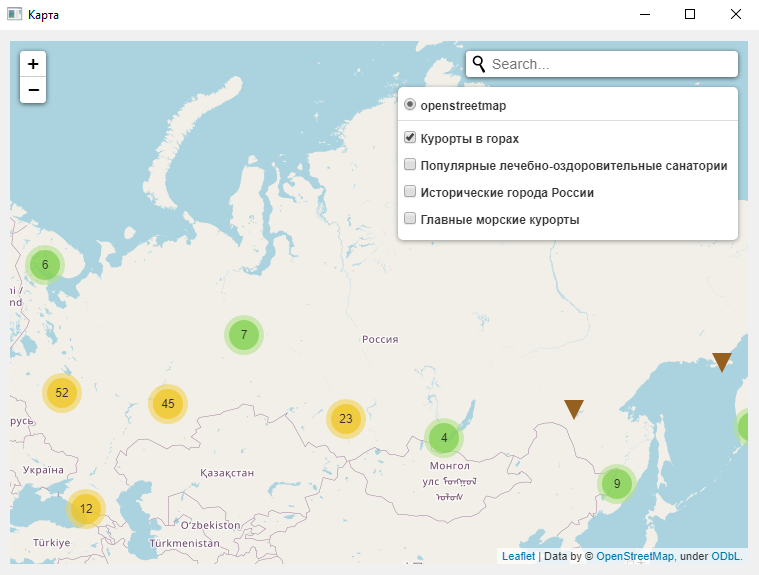 Карта
+
−
Search...
openstreetmap
Курорты в горах
Популярные лечебно-оздоровительные санатории
Исторические города России
Главные морские курорты
6
7
Россия
52
45
23
4
9
12
Україна
Қазақстан
Монгол
улс
O'zbekiston
Türkiye
Türkmenistan
Leaflet | Data by © OpenStreetMap, under ODbL.